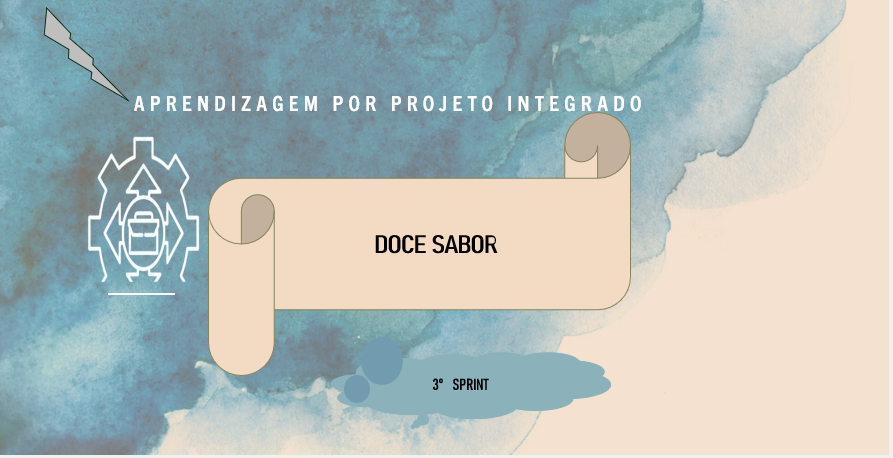 APRENDIZAGEM POR PROJETO INTEGRADO
DOCE SABOR
3º SPRINT